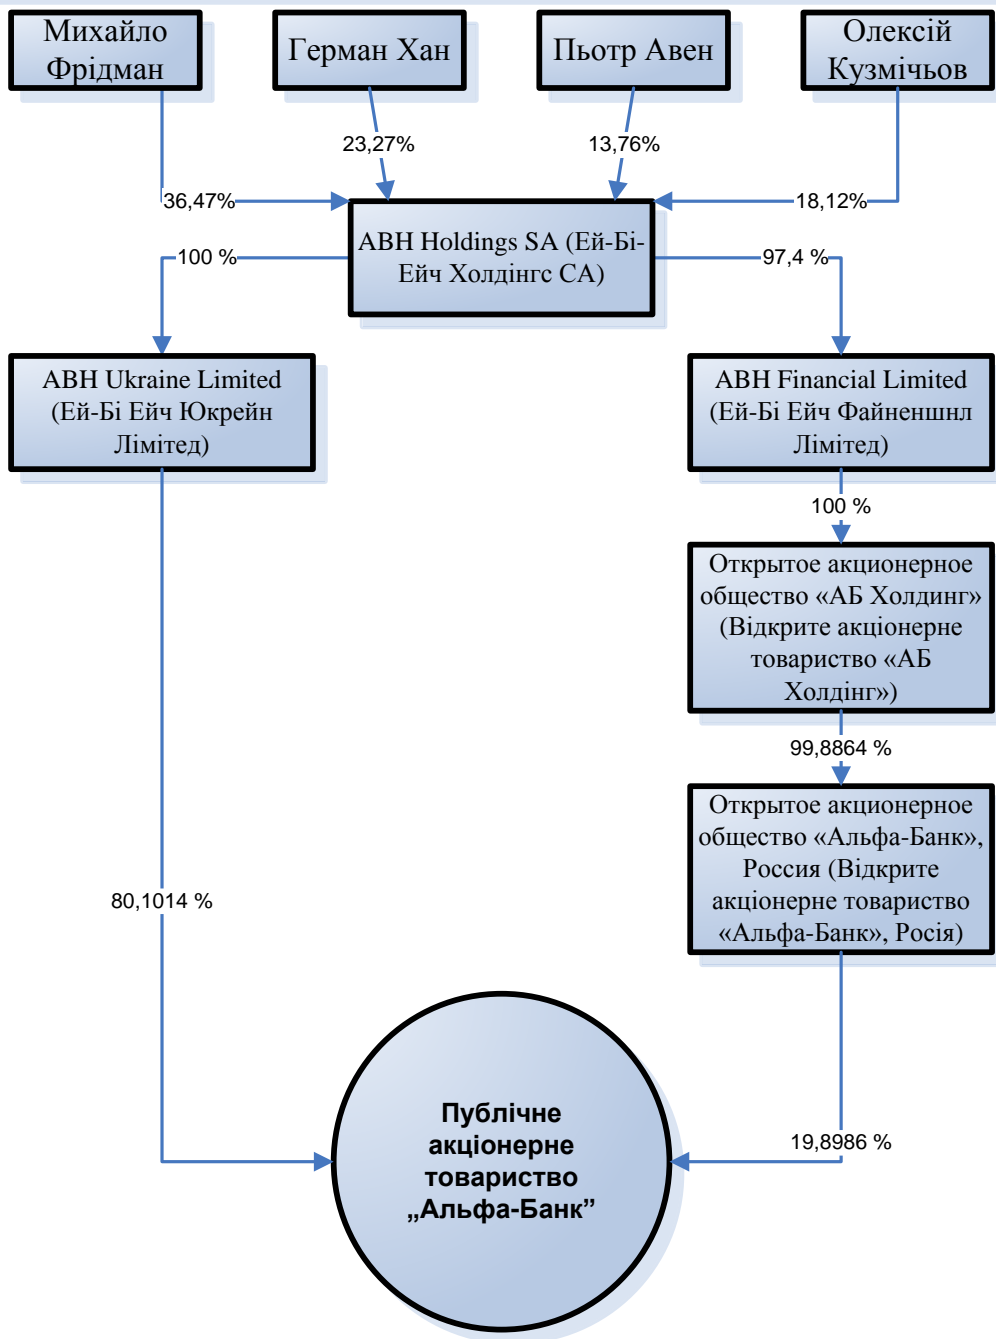 Михайло
Фрідман
Герман Хан
Пьотр Авен
Олексій
Кузмічьов
23,27%
13,76%
36,47%
18,12%
ABH Holdings SA (Ей-Бі-
Ейч Холдінгс СА)
100 %
97,4 %
ABH Ukraine Limited
(Ей-Бі Ейч Юкрейн
Лімітед)
ABH Financial Limited
(Ей-Бі Ейч Файненшнл
Лімітед)
100 %
Открытое акционерное
общество «АБ Холдинг»
(Відкрите акціонерне
товариство «АБ
Холдінг»)
99,8864 %
Открытое акционерное
общество «Альфа-Банк»,
Россия (Відкрите
акціонерне товариство
«Альфа-Банк», Росія)
80,1014 %
Публічне
акціонерне
товариство
„Альфа-Банк”
19,8986 %